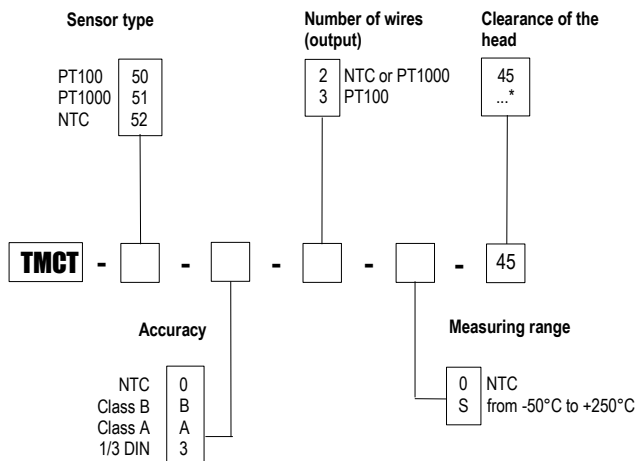 Sensor type
Number of wires
(output)
Clearance of the
head
PT100 50
PT1000 51
NTC 52
2 NTC or PT1000
3 PT100
45
...*
TMCT - - - - - 45
Accuracy
Measuring range
NTC 0
Class B B
Class A A
1/3 DIN 3
0 NTC
S from -50°C to +250°C